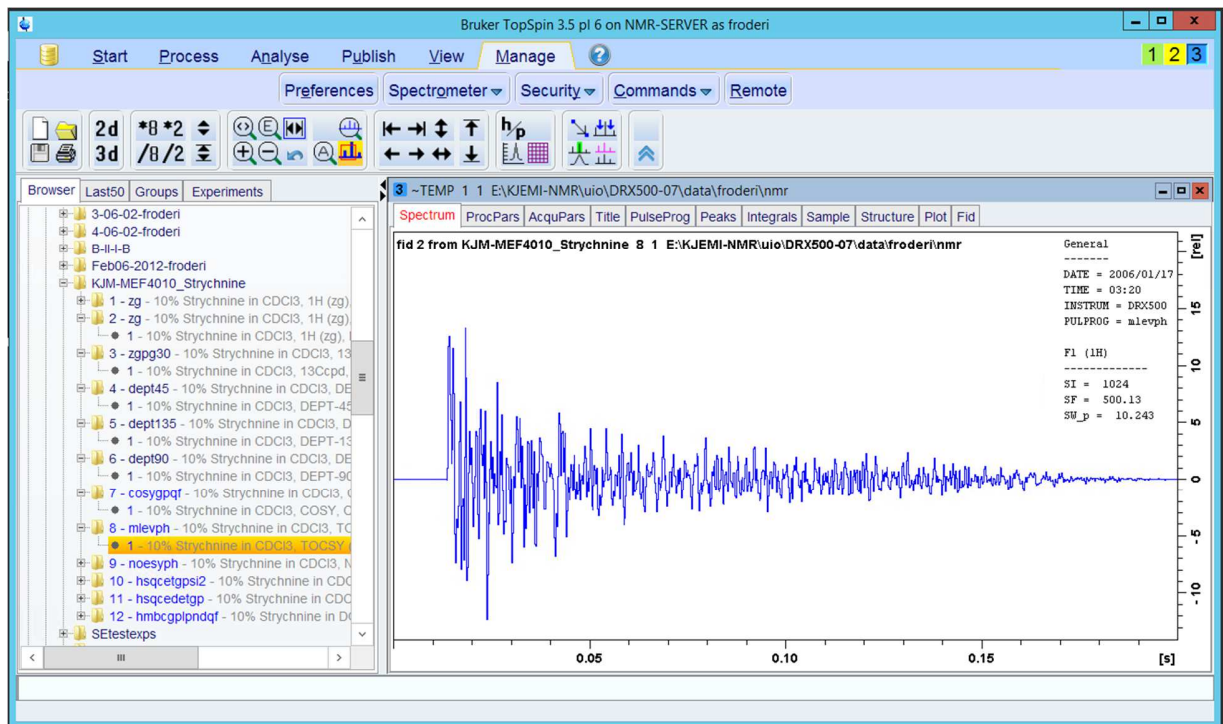 Bruker TopSpin 3.5 pl 6 on NMR-SERVER as froderi
Start Process Analyse Publish View Manage ? 1 2 3
Preferences Spectrometer Security Commands Remote
2d *8 *2 E h/p
3d /8 /2 A
Browser Last50 Groups Experiments
3-06-02-froderi
4-06-02-froderi
B-II-I-B
Feb06-2012-froderi
KJM-MEF4010_Strychnine
1 - zg - 10% Strychnine in CDCl3, 1H (zg),
2 - zg - 10% Strychnine in CDCl3, 1H (zg),
1 - 10% Strychnine in CDCl3, 1H (zg),
3 - zgpg30 - 10% Strychnine in CDCl3, 13
1 - 10% Strychnine in CDCl3, 13Ccpd,
4 - dept45 - 10% Strychnine in CDCl3, DE
1 - 10% Strychnine in CDCl3, DEPT-45
5 - dept135 - 10% Strychnine in CDCl3, D
1 - 10% Strychnine in CDCl3, DEPT-13
6 - dept90 - 10% Strychnine in CDCl3, DE
1 - 10% Strychnine in CDCl3, DEPT-90
7 - cosygpqf - 10% Strychnine in CDCl3,
1 - 10% Strychnine in CDCl3, COSY,
8 - mlevph - 10% Strychnine in CDCl3, TC
1 - 10% Strychnine in CDCl3, TOCSY
9 - noesyph - 10% Strychnine in CDCl3, N
10 - hsqcetgpsi2 - 10% Strychnine in CDC
11 - hsqcedetgp - 10% Strychnine in CDC
12 - hmbcgplpndqf - 10% Strychnine in
SEtestexps
3 ~TEMP 1 1 E:\KJEMI-NMR\uio\DRX500-07\data\froderi\nmr
Spectrum ProcPars AcquPars Title PulseProg Peaks Integrals Sample Structure Plot Fid
fid 2 from KJM-MEF4010_Strychnine 8 1 E:\KJEMI-NMR\uio\DRX500-07\data\froderi\nmr
General
-------
DATE = 2006/01/17
TIME = 03:20
INSTRUM = DRX500
PULPROG = mlevph
F1 (1H)
-------------
SI = 1024
SF = 500.13
SW_p = 10.243
[rel]
15
10
5
0
-5
-10
0.05 0.10 0.15 [s]